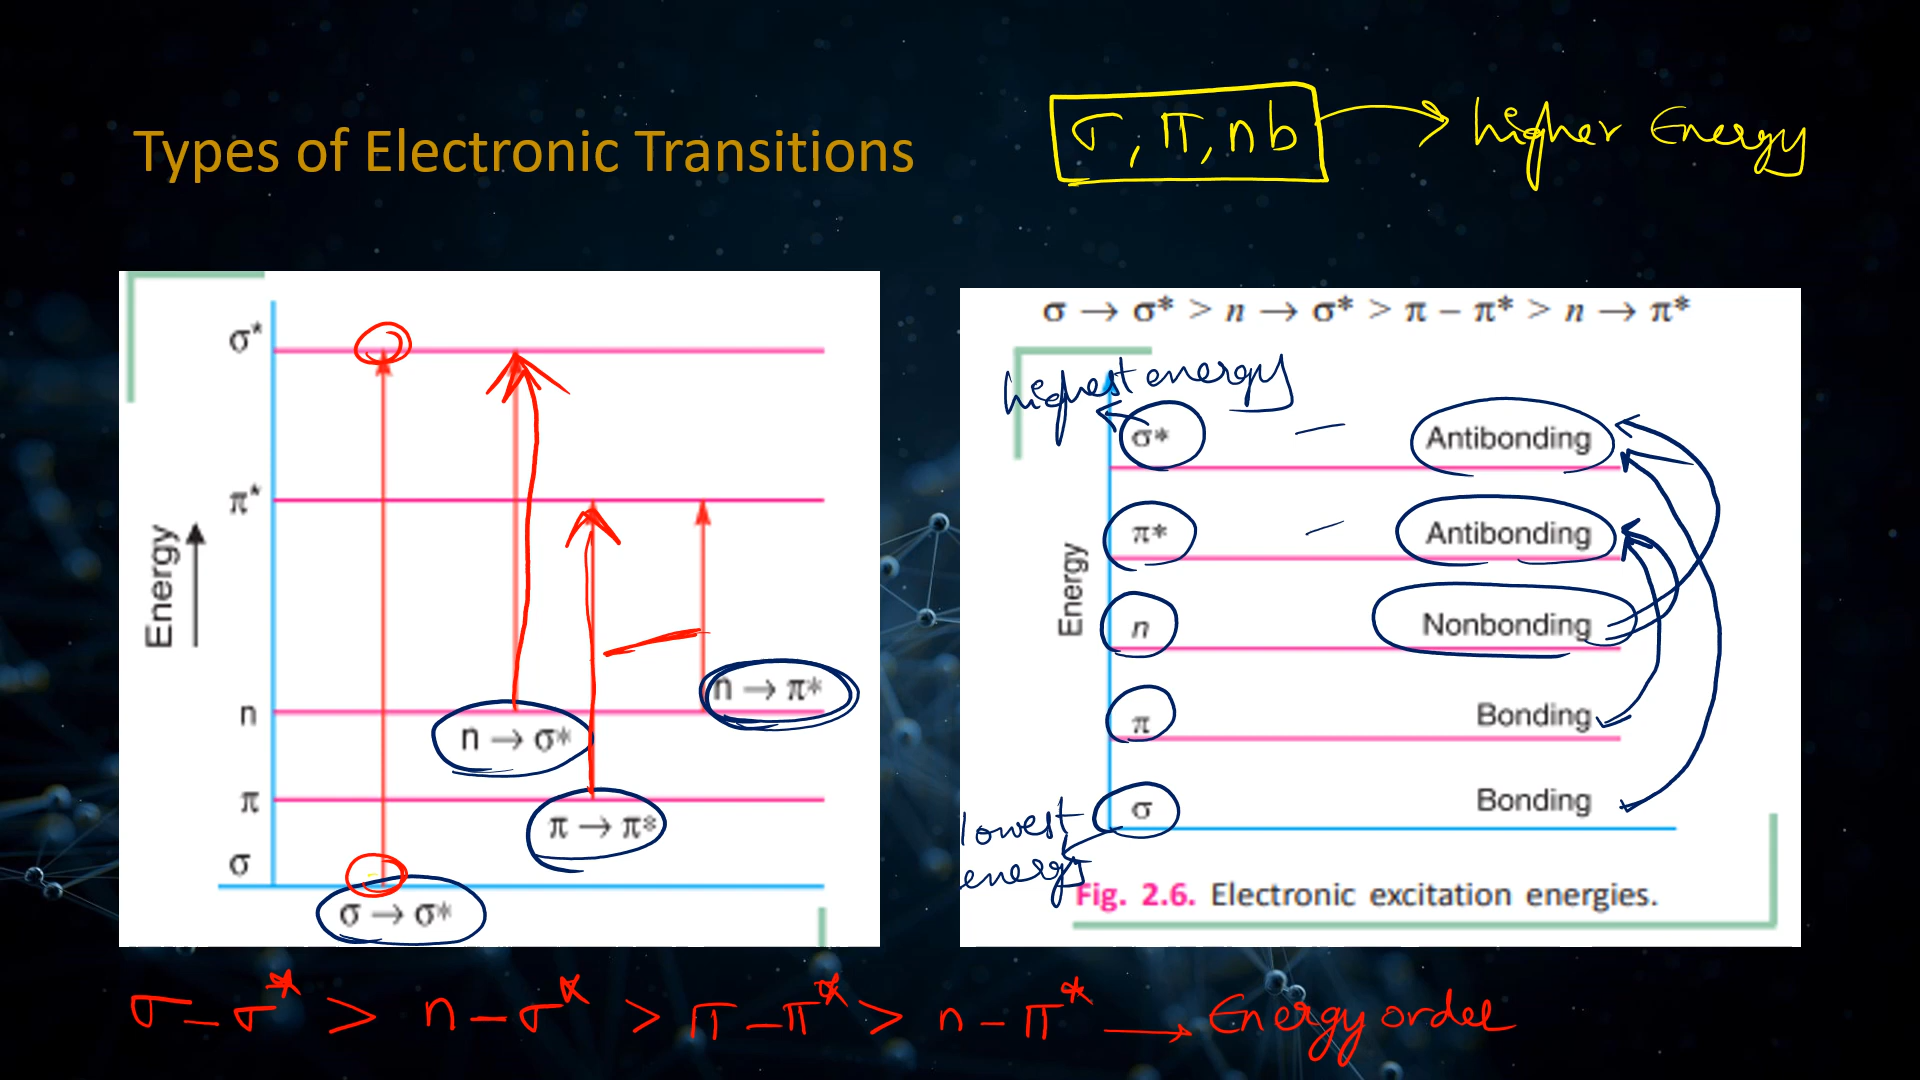 Types of Electronic Transitions
σ, π, nb → higher Energy
σ*
π*
Energy
n
π
σ
n → π*
n → σ*
π → π*
σ → σ*
σ → σ* > n → σ* > π – π* > n → π*
highest energy
σ* – Antibonding
π* – Antibonding
Energy
n Nonbonding
π Bonding
σ Bonding
lowest
energy
Fig. 2.6. Electronic excitation energies.
σ – σ* > n – σ* > π – π* > n – π* → Energy order